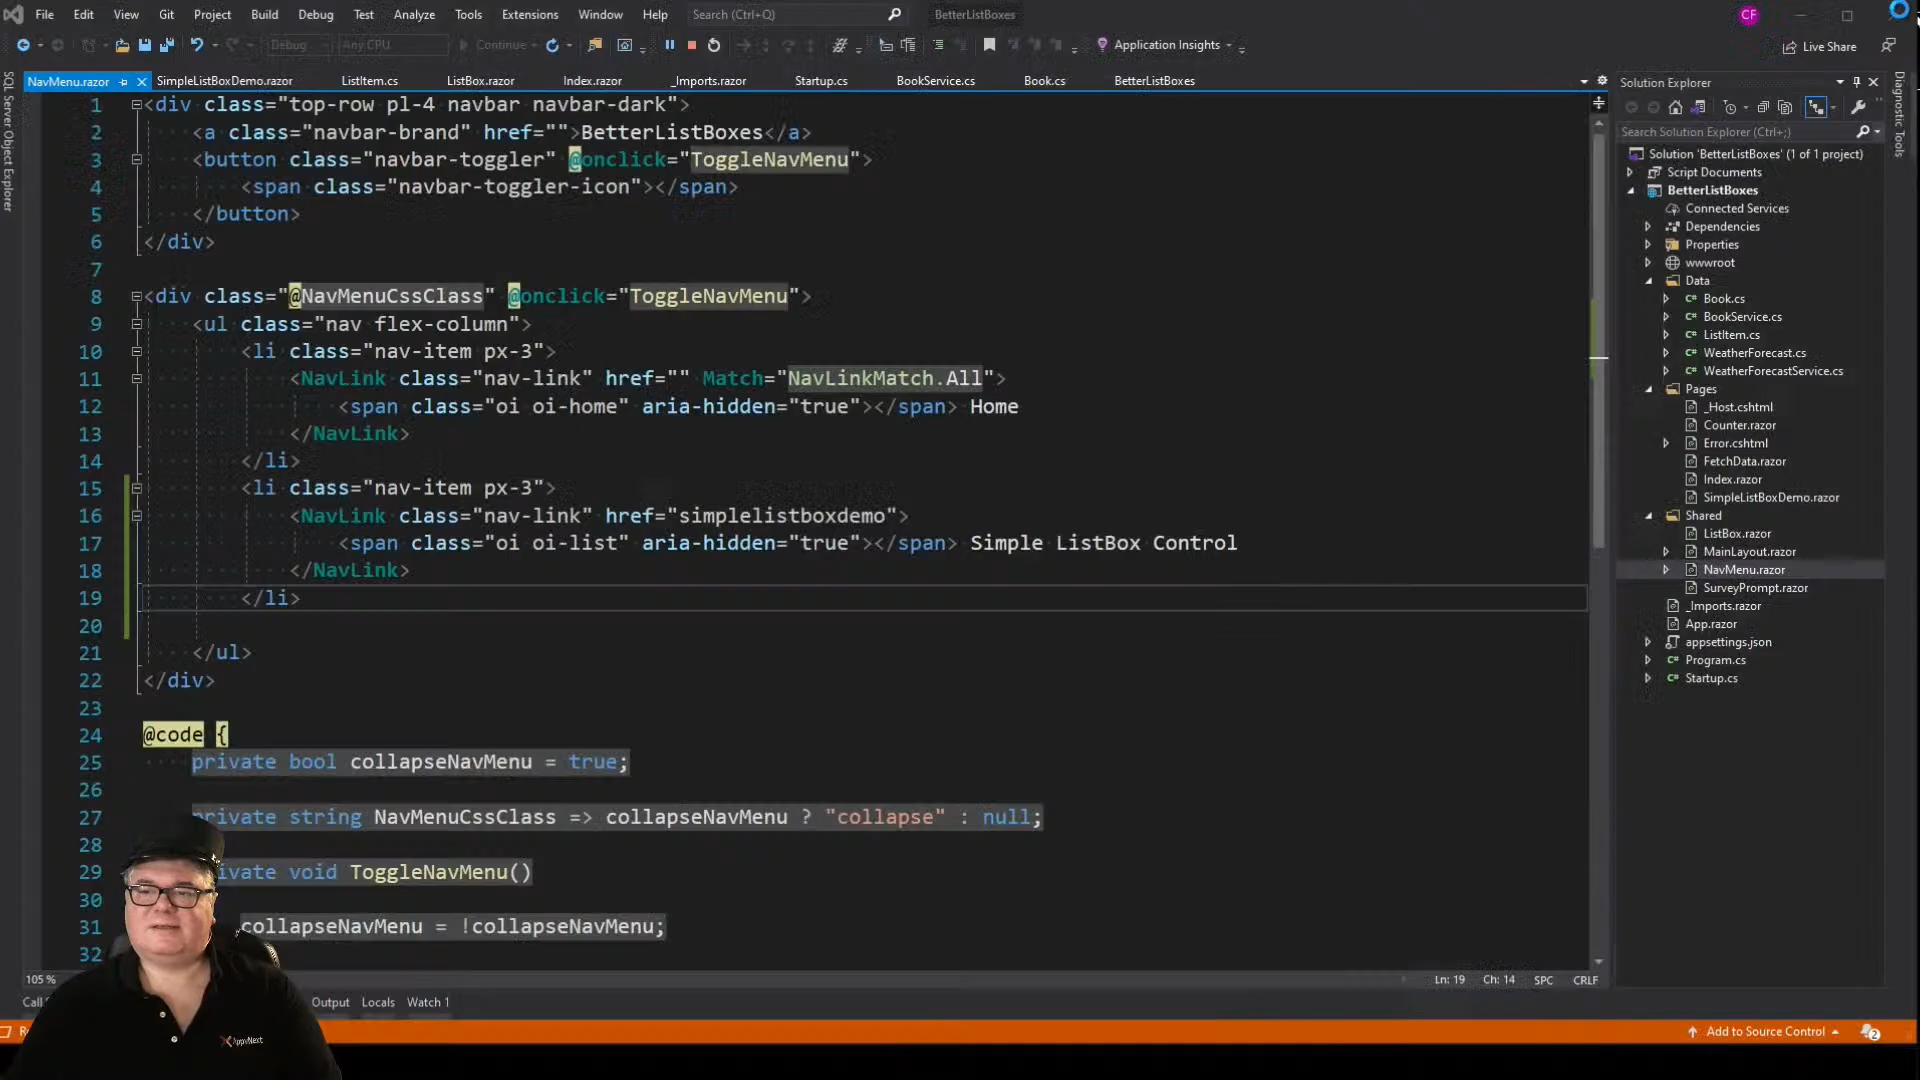 File Edit View Git Project Build Debug Test Analyze Tools Extensions Window Help Search (Ctrl+Q) BetterListBoxes CF
Debug Any CPU Continue Application Insights Live Share
NavMenu.razor SimpleListBoxDemo.razor ListItem.cs ListBox.razor Index.razor _Imports.razor Startup.cs BookService.cs Book.cs BetterListBoxes
SQL Server Object Explorer
1 <div class="top-row pl-4 navbar navbar-dark">
2 <a class="navbar-brand" href="">BetterListBoxes</a>
3 <button class="navbar-toggler" @onclick="ToggleNavMenu">
4 <span class="navbar-toggler-icon"></span>
5 </button>
6 </div>
7
8 <div class="@NavMenuCssClass" @onclick="ToggleNavMenu">
9 <ul class="nav flex-column">
10 <li class="nav-item px-3">
11 <NavLink class="nav-link" href="" Match="NavLinkMatch.All">
12 <span class="oi oi-home" aria-hidden="true"></span> Home
13 </NavLink>
14 </li>
15 <li class="nav-item px-3">
16 <NavLink class="nav-link" href="simplelistboxdemo">
17 <span class="oi oi-list" aria-hidden="true"></span> Simple ListBox Control
18 </NavLink>
19 </li>
20
21 </ul>
22 </div>
23
24 @code {
25 private bool collapseNavMenu = true;
26
27 private string NavMenuCssClass => collapseNavMenu ? "collapse" : null;
28
29 ivate void ToggleNavMenu()
30
31 collapseNavMenu = !collapseNavMenu;
32
105 % Ln: 19 Ch: 14 SPC CRLF
Call Output Locals Watch 1
Add to Source Control 2
AppvNext
Solution Explorer
Search Solution Explorer (Ctrl+;)
Solution 'BetterListBoxes' (1 of 1 project)
Script Documents
BetterListBoxes
Connected Services
Dependencies
Properties
wwwroot
Data
C# Book.cs
C# BookService.cs
C# ListItem.cs
C# WeatherForecast.cs
C# WeatherForecastService.cs
Pages
_Host.cshtml
Counter.razor
Error.cshtml
FetchData.razor
Index.razor
SimpleListBoxDemo.razor
Shared
ListBox.razor
MainLayout.razor
NavMenu.razor
SurveyPrompt.razor
_Imports.razor
App.razor
appsettings.json
C# Program.cs
C# Startup.cs
Diagnostic Tools